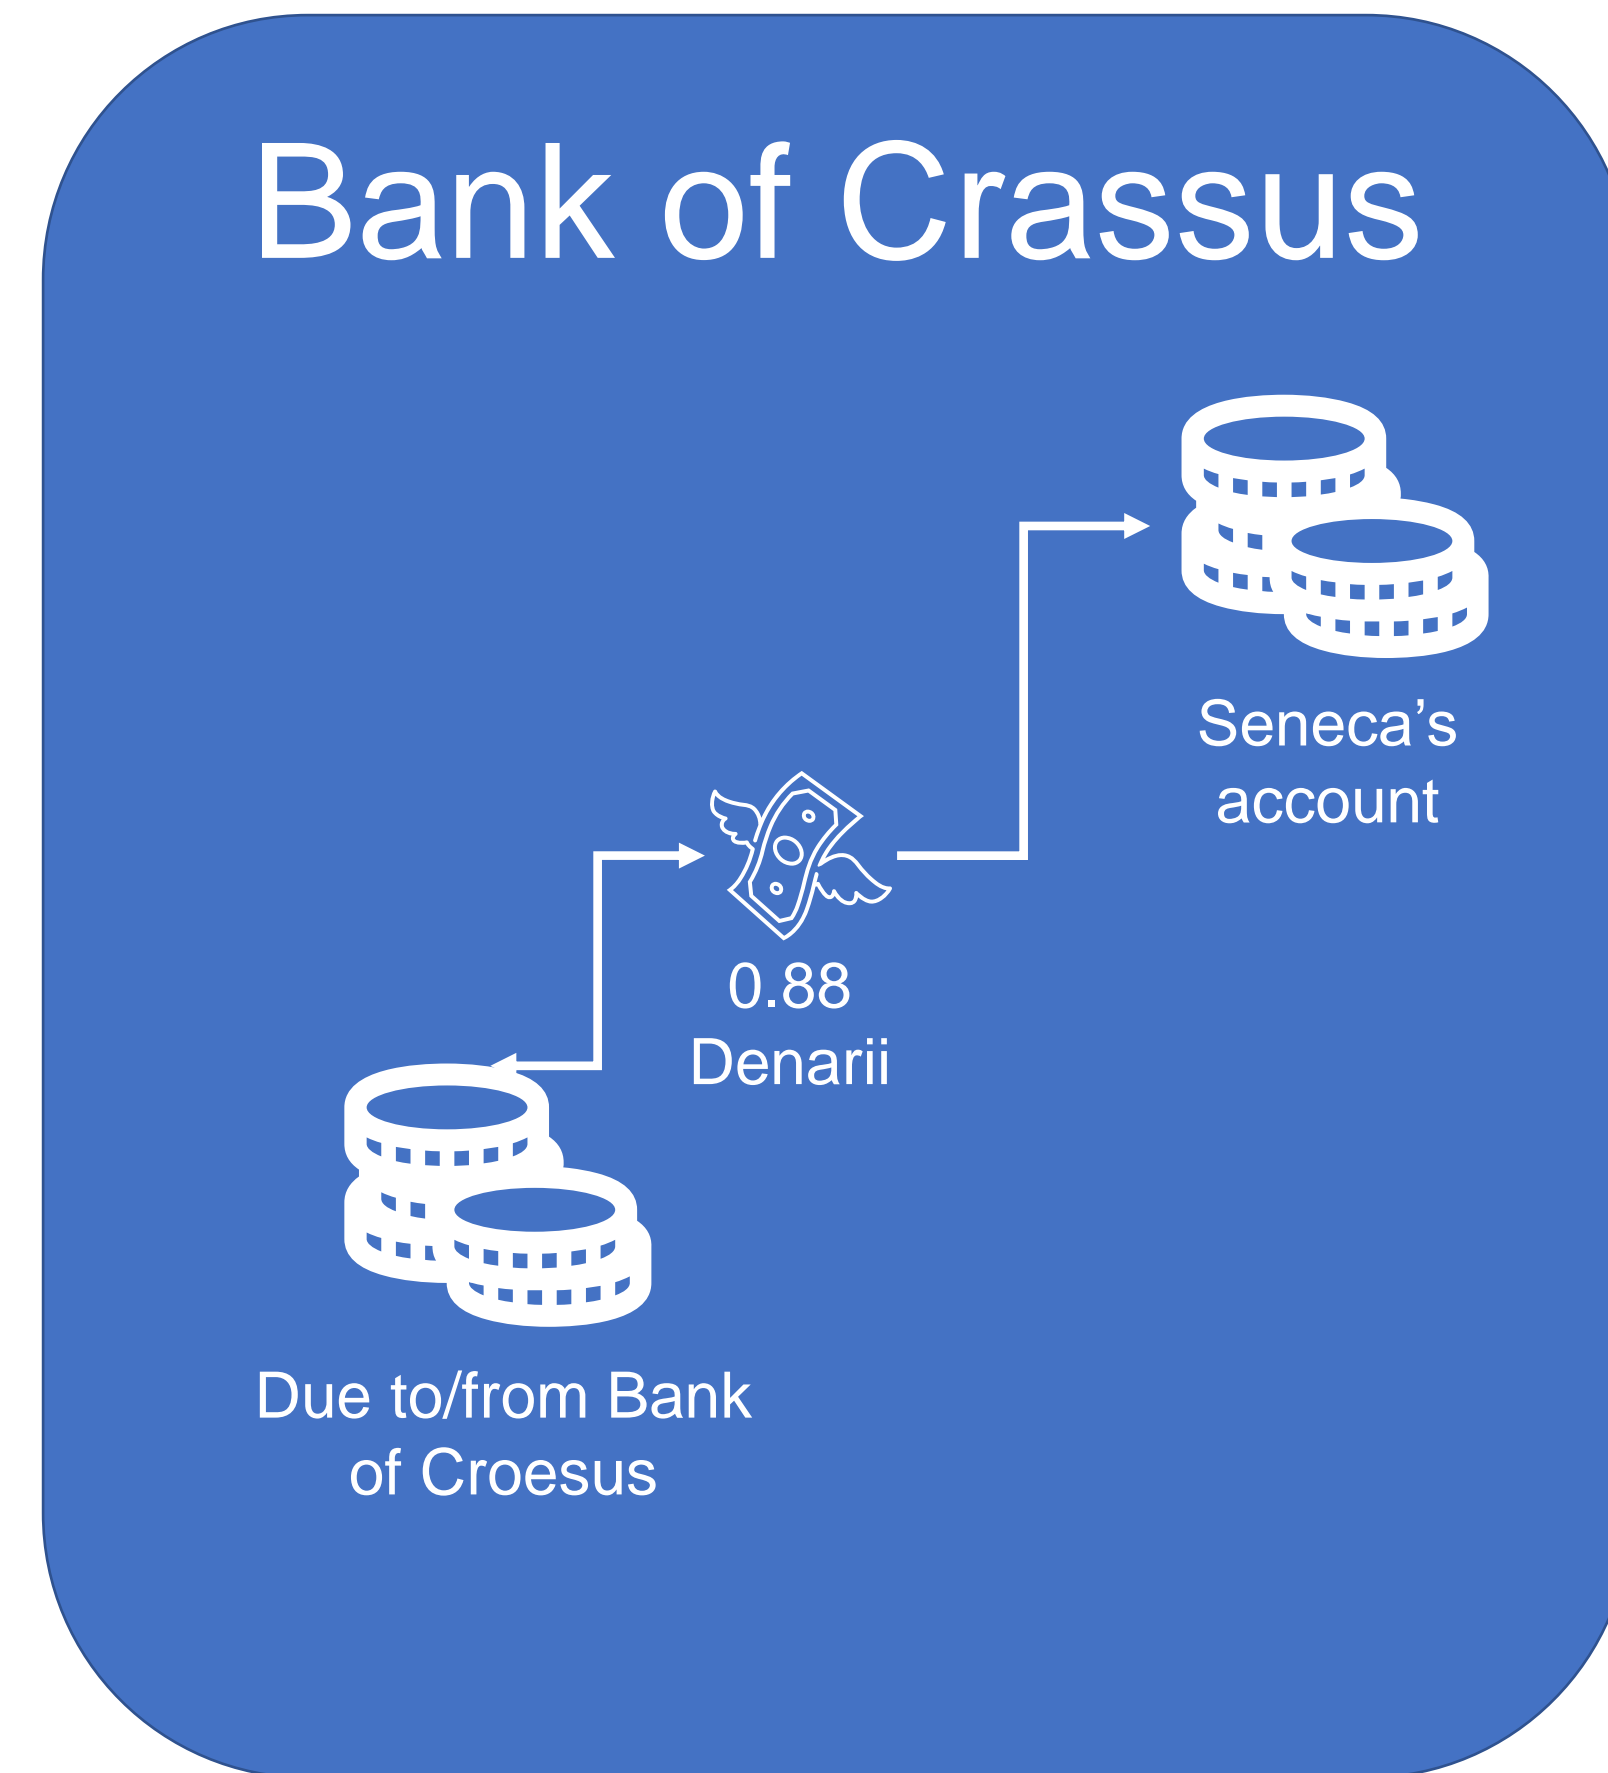 Bank of Crassus
Seneca’s
account
0.88
Denarii
Due to/from Bank
of Croesus